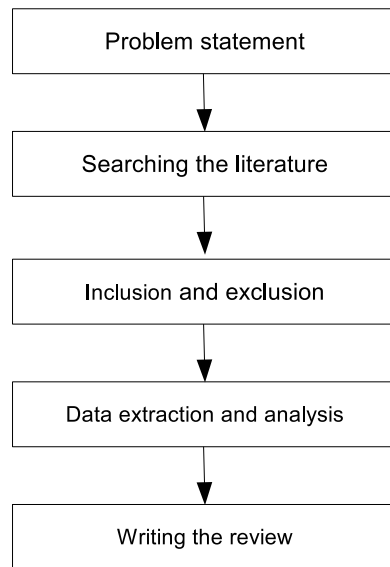 Problem statement
Searching the literature
Inclusion and exclusion
Data extraction and analysis
Writing the review